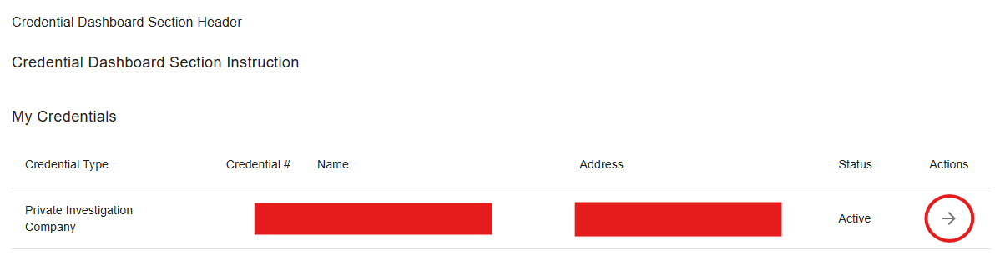 Credential Dashboard Section Header
Credential Dashboard Section Instruction
My Credentials
Credential Type Credential # Name Address Status Actions
Private Investigation
Company
Active